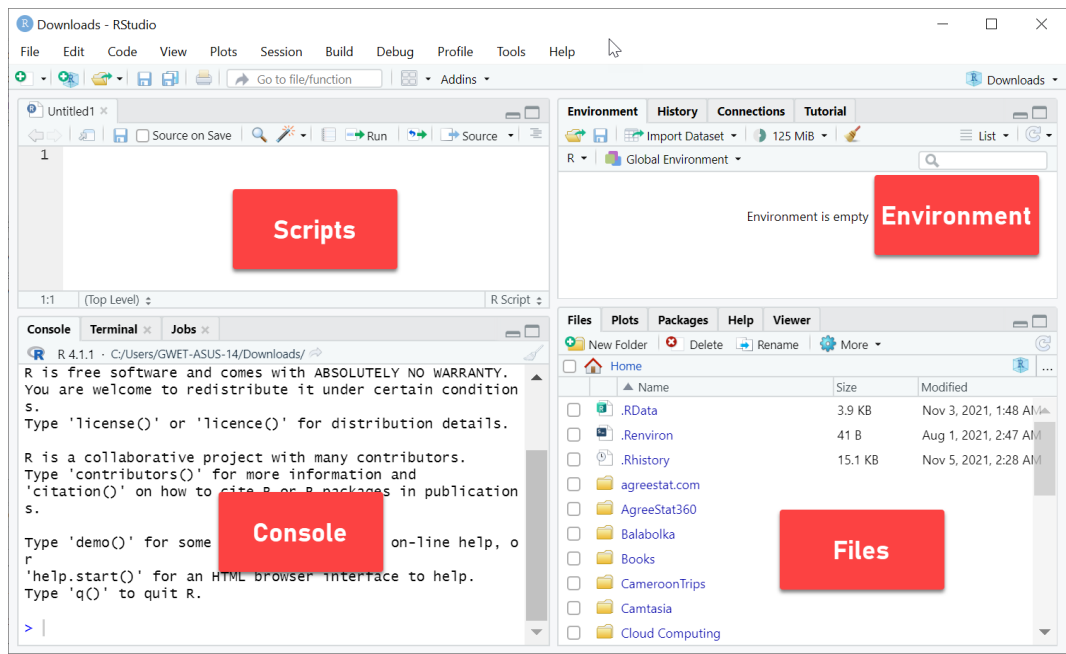 Downloads - RStudio
File Edit Code View Plots Session Build Debug Profile Tools Help
Go to file/function Addins Downloads
Untitled1
Source on Save Run Source
1
Scripts
1:1 (Top Level) R Script
Console Terminal Jobs
R 4.1.1 · C:/Users/GWET-ASUS-14/Downloads/
R is free software and comes with ABSOLUTELY NO WARRANTY.
You are welcome to redistribute it under certain condition
s.
Type 'license()' or 'licence()' for distribution details.
R is a collaborative project with many contributors.
Type 'contributors()' for more information and
'citation()' on how to cite R or R packages in publication
s.
Console
Type 'demo()' for some on-line help, o
r
'help.start()' for an HTML browser interface to help.
Type 'q()' to quit R.
>
Environment History Connections Tutorial
Import Dataset 125 MiB List
R Global Environment
Environment is empty
Environment
Files Plots Packages Help Viewer
New Folder Delete Rename More
Home ...
Name Size Modified
.RData 3.9 KB Nov 3, 2021, 1:48 AM
.Renviron 41 B Aug 1, 2021, 2:47 AM
.Rhistory 15.1 KB Nov 5, 2021, 2:28 AM
agreestat.com
AgreeStat360
Balabolka
Books
CameroonTrips
Camtasia
Cloud Computing
Files